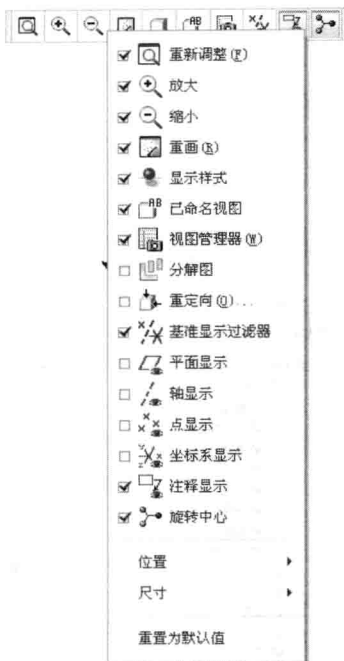 重新调整(F)
放大
缩小
重画(R)
显示样式
已命名视图
视图管理器(W)
分解图
重定向(O)...
基准显示过滤器
平面显示
轴显示
点显示
坐标系显示
注释显示
旋转中心
位置
尺寸
重置为默认值